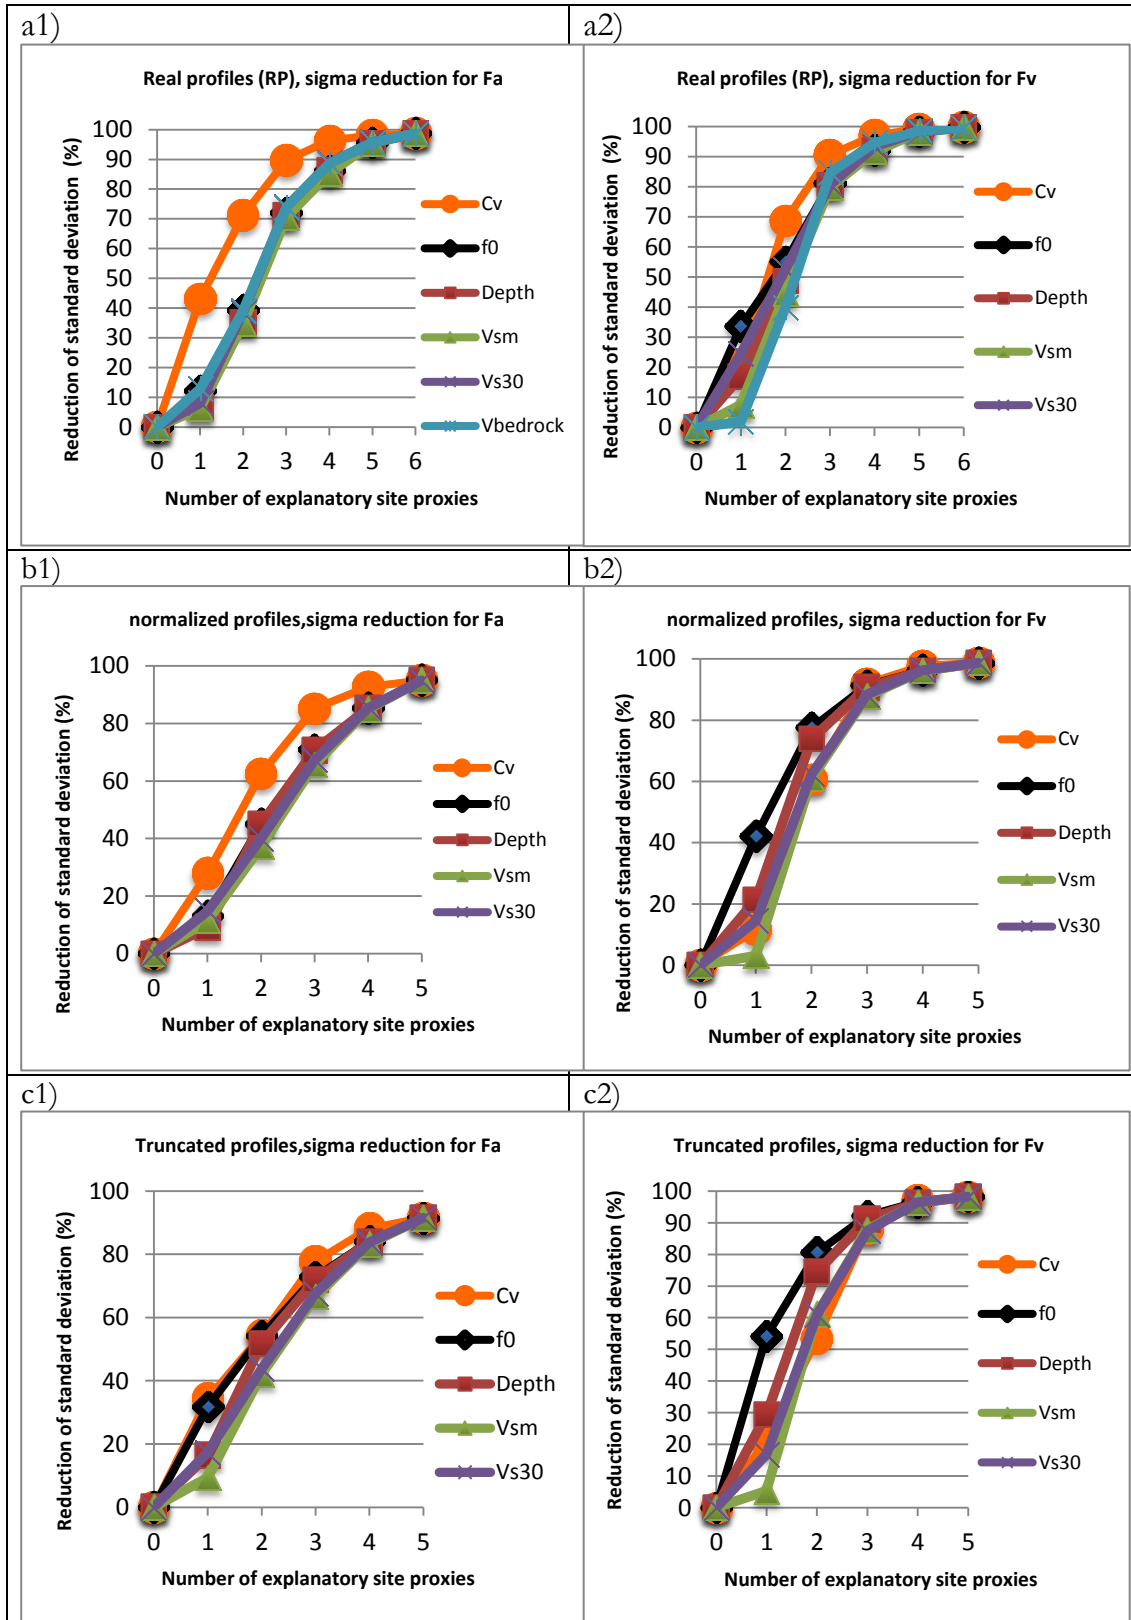 a1)
Real profiles (RP), sigma reduction for Fa
Reduction of standard deviation (%)
100
90
80
70
60
50
40
30
20
10
0
0 1 2 3 4 5 6
Number of explanatory site proxies
Cv
f0
Depth
Vsm
Vs30
Vbedrock
a2)
Real profiles (RP), sigma reduction for Fv
Reduction of standard deviation (%)
100
90
80
70
60
50
40
30
20
10
0
0 1 2 3 4 5 6
Number of explanatory site proxies
Cv
f0
Depth
Vsm
Vs30
b1)
normalized profiles,sigma reduction for Fa
Reduction of standard deviation (%)
100
80
60
40
20
0
0 1 2 3 4 5
Number of explanatory site proxies
Cv
f0
Depth
Vsm
Vs30
b2)
normalized profiles, sigma reduction for Fv
Reduction of standard deviation (%)
100
80
60
40
20
0
0 1 2 3 4 5
Number of explanatory site proxies
Cv
f0
Depth
Vsm
Vs30
c1)
Truncated profiles,sigma reduction for Fa
Reduction of standard deviation (%)
100
80
60
40
20
0
0 1 2 3 4 5
Number of explanatory site proxies
Cv
f0
Depth
Vsm
Vs30
c2)
Truncated profiles, sigma reduction for Fv
Reduction of standard deviation (%)
100
90
80
70
60
50
40
30
20
10
0
0 1 2 3 4 5
Number of explanatory site proxies
Cv
f0
Depth
Vsm
Vs30